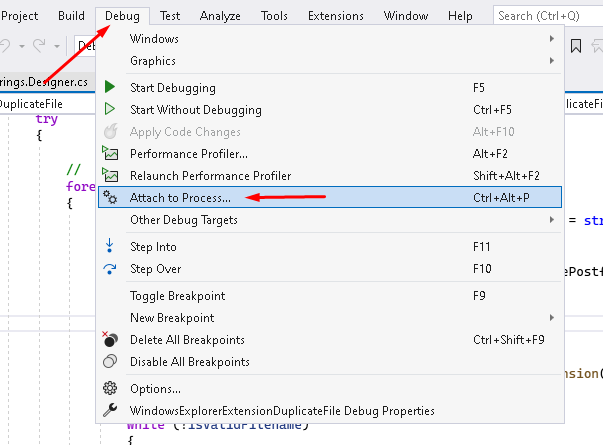 Project Build Debug Test Analyze Tools Extensions Window Help Search (Ctrl+Q)
rings.Designer.cs
DuplicateFile
Windows
Graphics
Start Debugging F5
Start Without Debugging Ctrl+F5
Apply Code Changes Alt+F10
Performance Profiler... Alt+F2
Relaunch Performance Profiler Shift+Alt+F2
Attach to Process... Ctrl+Alt+P
Other Debug Targets
Step Into F11
Step Over F10
Toggle Breakpoint F9
New Breakpoint
Delete All Breakpoints Ctrl+Shift+F9
Disable All Breakpoints
Options...
WindowsExplorerExtensionDuplicateFile Debug Properties
try
{
//
fore
{
= str
ePost
ension(
while (!isValidFilename)
{